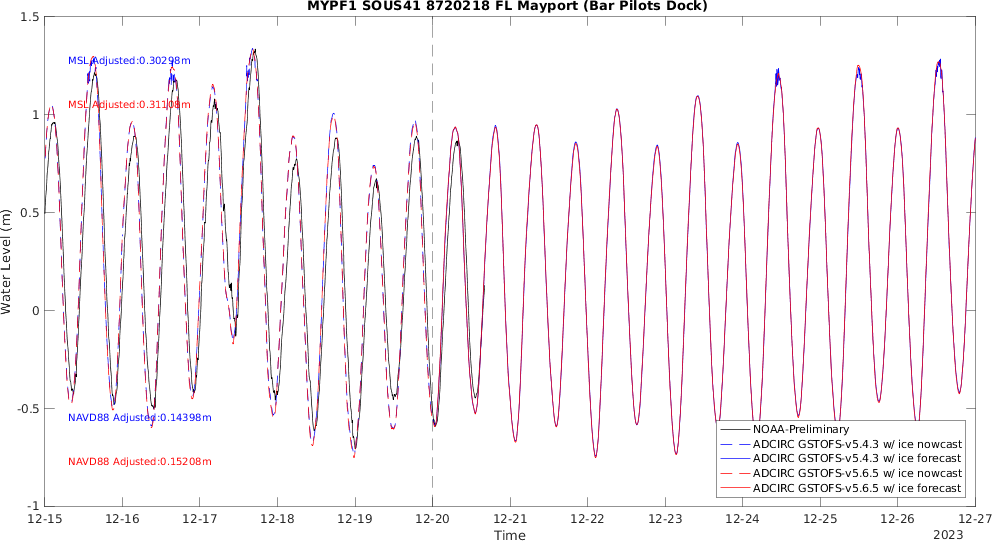 MYPF1 SOUS41 8720218 FL Mayport (Bar Pilots Dock)
1.5
1
0.5
0
-0.5
-1
Water Level (m)
MSL Adjusted:0.30298m
MSL Adjusted:0.31108m
NAVD88 Adjusted:0.14398m
NAVD88 Adjusted:0.15208m
NOAA-Preliminary
ADCIRC GSTOFS-v5.4.3 w/ ice nowcast
ADCIRC GSTOFS-v5.4.3 w/ ice forecast
ADCIRC GSTOFS-v5.6.5 w/ ice nowcast
ADCIRC GSTOFS-v5.6.5 w/ ice forecast
12-15 12-16 12-17 12-18 12-19 12-20 12-21 12-22 12-23 12-24 12-25 12-26 12-27
Time
2023